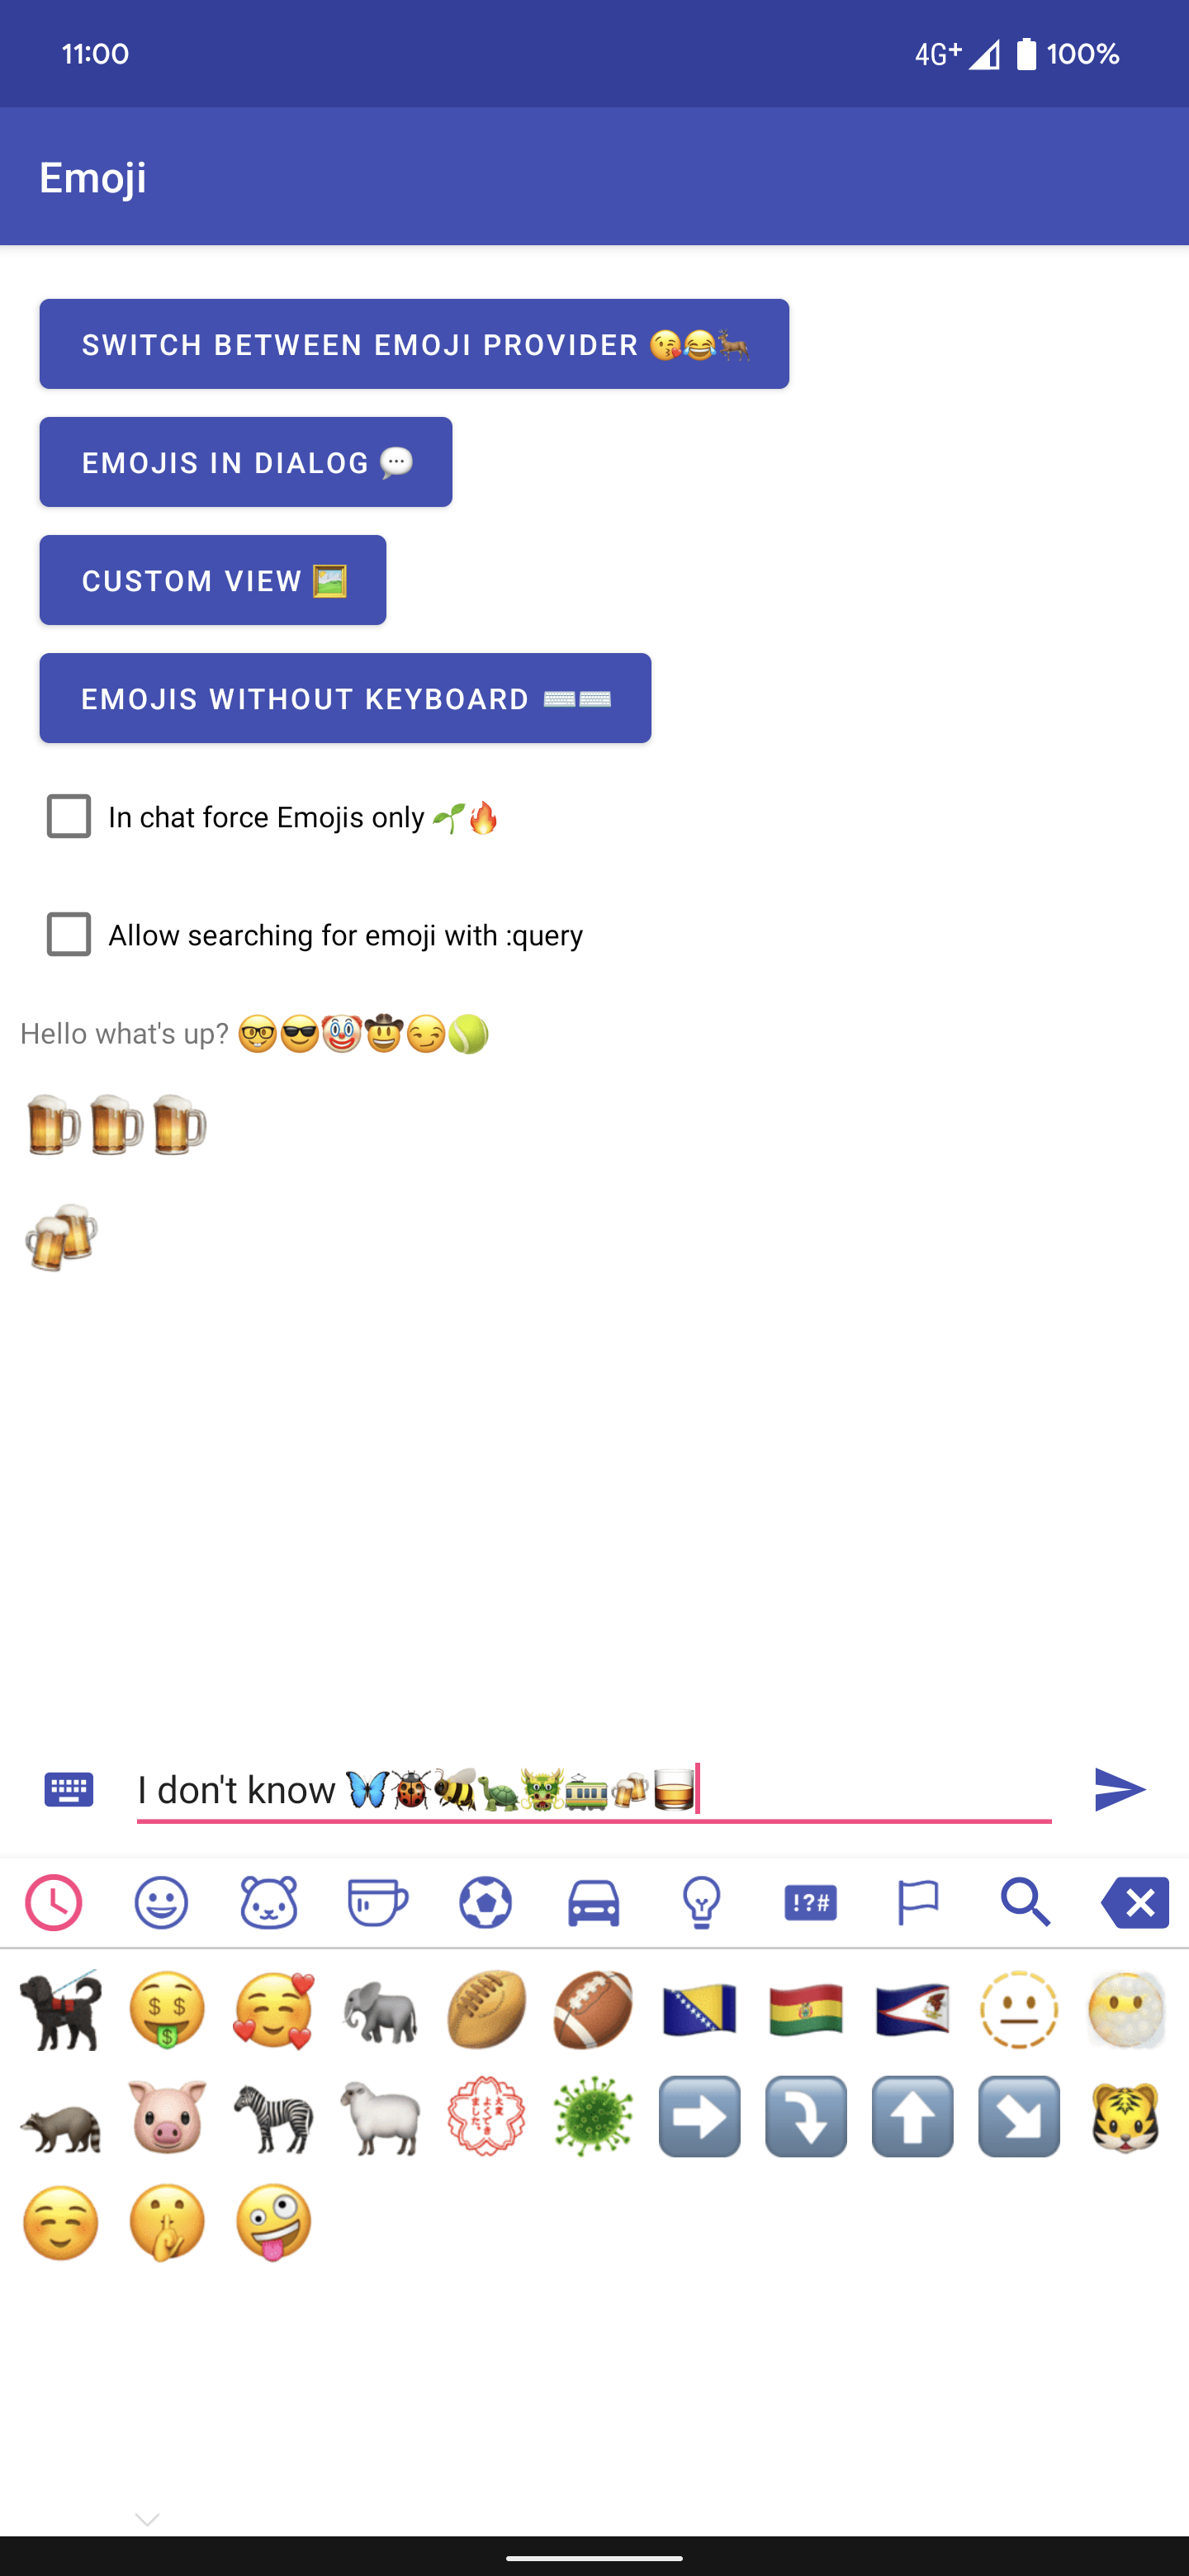 11:00 4G+ 100%
Emoji
SWITCH BETWEEN EMOJI PROVIDER 😘😂🦌
EMOJIS IN DIALOG 💬
CUSTOM VIEW 🖼️
EMOJIS WITHOUT KEYBOARD ⌨️⌨️
In chat force Emojis only 🌱🔥
Allow searching for emoji with :query
Hello what's up? 🤓😎🤡🤠😏🎾
🍺🍺🍺
🍻
I don't know 🦋🐞🐝🐢🐲🚋🍻🥃
!?#